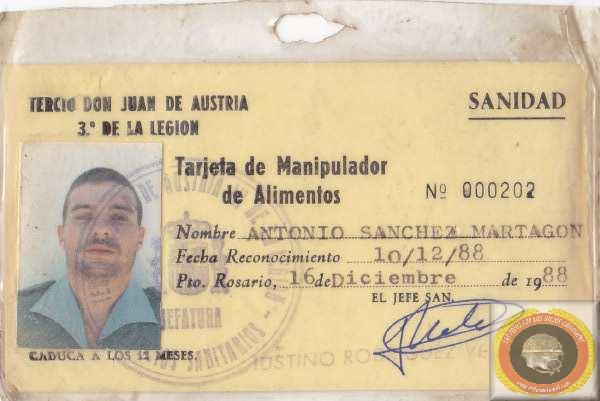 TERCIO DON JUAN DE AUSTRIA
3.º DE LA LEGION
SANIDAD
Tarjeta de Manipulador
de Alimentos
Nº 000202
Nombre ANTONIO SANCHEZ MARTAGON
Fecha Reconocimiento 10/12/88
Pto. Rosario, 16 de Diciembre de 1988
EL JEFE SAN.
JEFATURA
CADUCA A LOS 12 MESES.